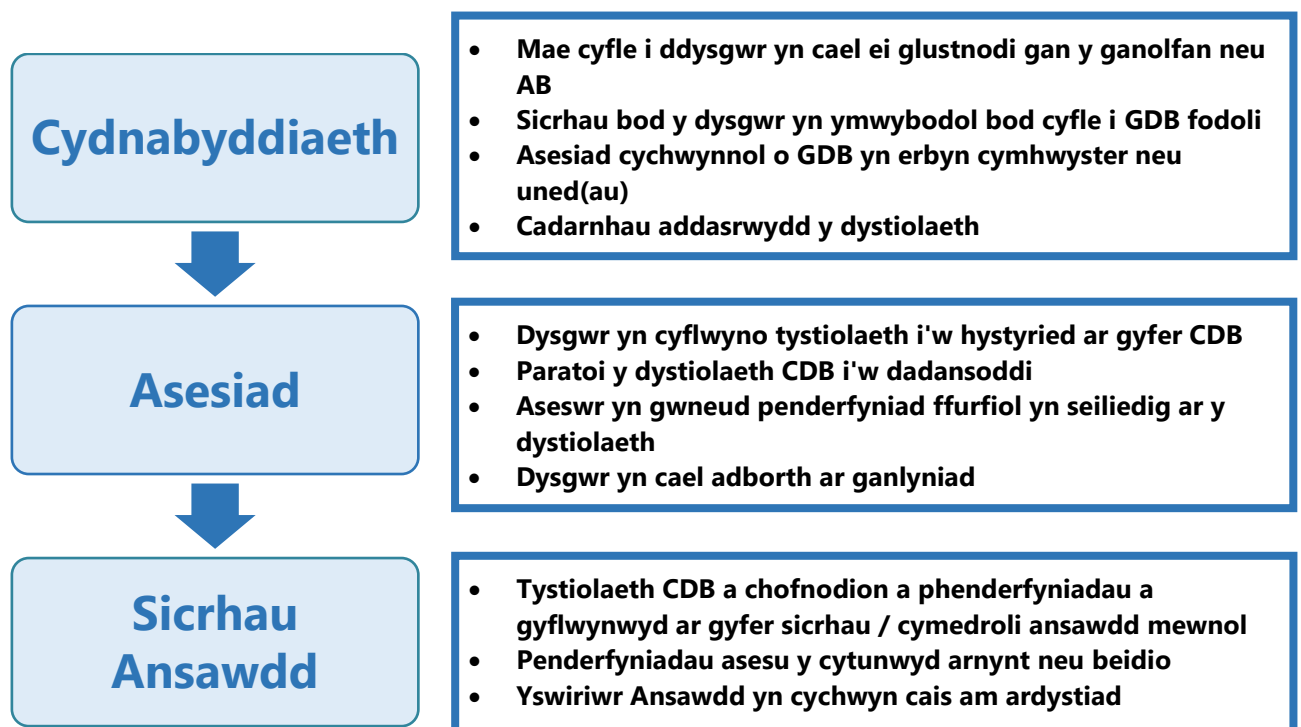 Cydnabyddiaeth
• Mae cyfle i ddysgwr yn cael ei glustnodi gan y ganolfan neu
AB
• Sicrhau bod y dysgwr yn ymwybodol bod cyfle i GDB fodoli
• Asesiad cychwynnol o GDB yn erbyn cymhwyster neu
uned(au)
• Cadarnhau addasrwydd y dystiolaeth
Asesiad
• Dysgwr yn cyflwyno tystiolaeth i'w hystyried ar gyfer CDB
• Paratoi y dystiolaeth CDB i'w dadansoddi
• Aseswr yn gwneud penderfyniad ffurfiol yn seiliedig ar y
dystiolaeth
• Dysgwr yn cael adborth ar ganlyniad
Sicrhau
Ansawdd
• Tystiolaeth CDB a chofnodion a phenderfyniadau a
gyflwynwyd ar gyfer sicrhau / cymedroli ansawdd mewnol
• Penderfyniadau asesu y cytunwyd arnynt neu beidio
• Yswiriwr Ansawdd yn cychwyn cais am ardystiad